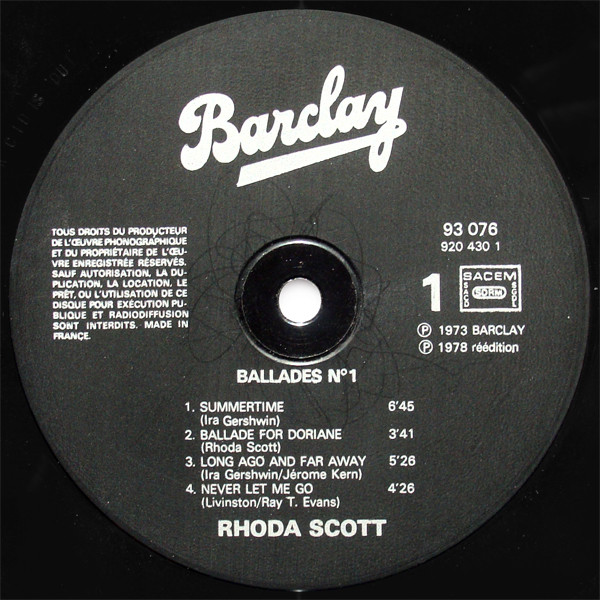 Barclay
TOUS DROITS DU PRODUCTEUR
DE L'ŒUVRE PHONOGRAPHIQUE
ET DU PROPRIÉTAIRE DE L'ŒU-
VRE ENREGISTRÉE RÉSERVÉS.
SAUF AUTORISATION, LA DU-
PLICATION, LA LOCATION, LE
PRÊT, OU L'UTILISATION DE CE
DISQUE POUR EXÉCUTION PU-
BLIQUE ET RADIODIFFUSION
SONT INTERDITS. MADE IN
FRANCE.
93 076
920 430 1
1
SACEM
SACD
SDRM
SGDL
℗ 1973 BARCLAY
℗ 1978 réédition
BALLADES N°1
1. SUMMERTIME 6'45
(Ira Gershwin)
2. BALLADE FOR DORIANE 3'41
(Rhoda Scott)
3. LONG AGO AND FAR AWAY 5'26
(Ira Gershwin/Jérome Kern)
4. NEVER LET ME GO 4'26
(Livinston/Ray T. Evans)
RHODA SCOTT